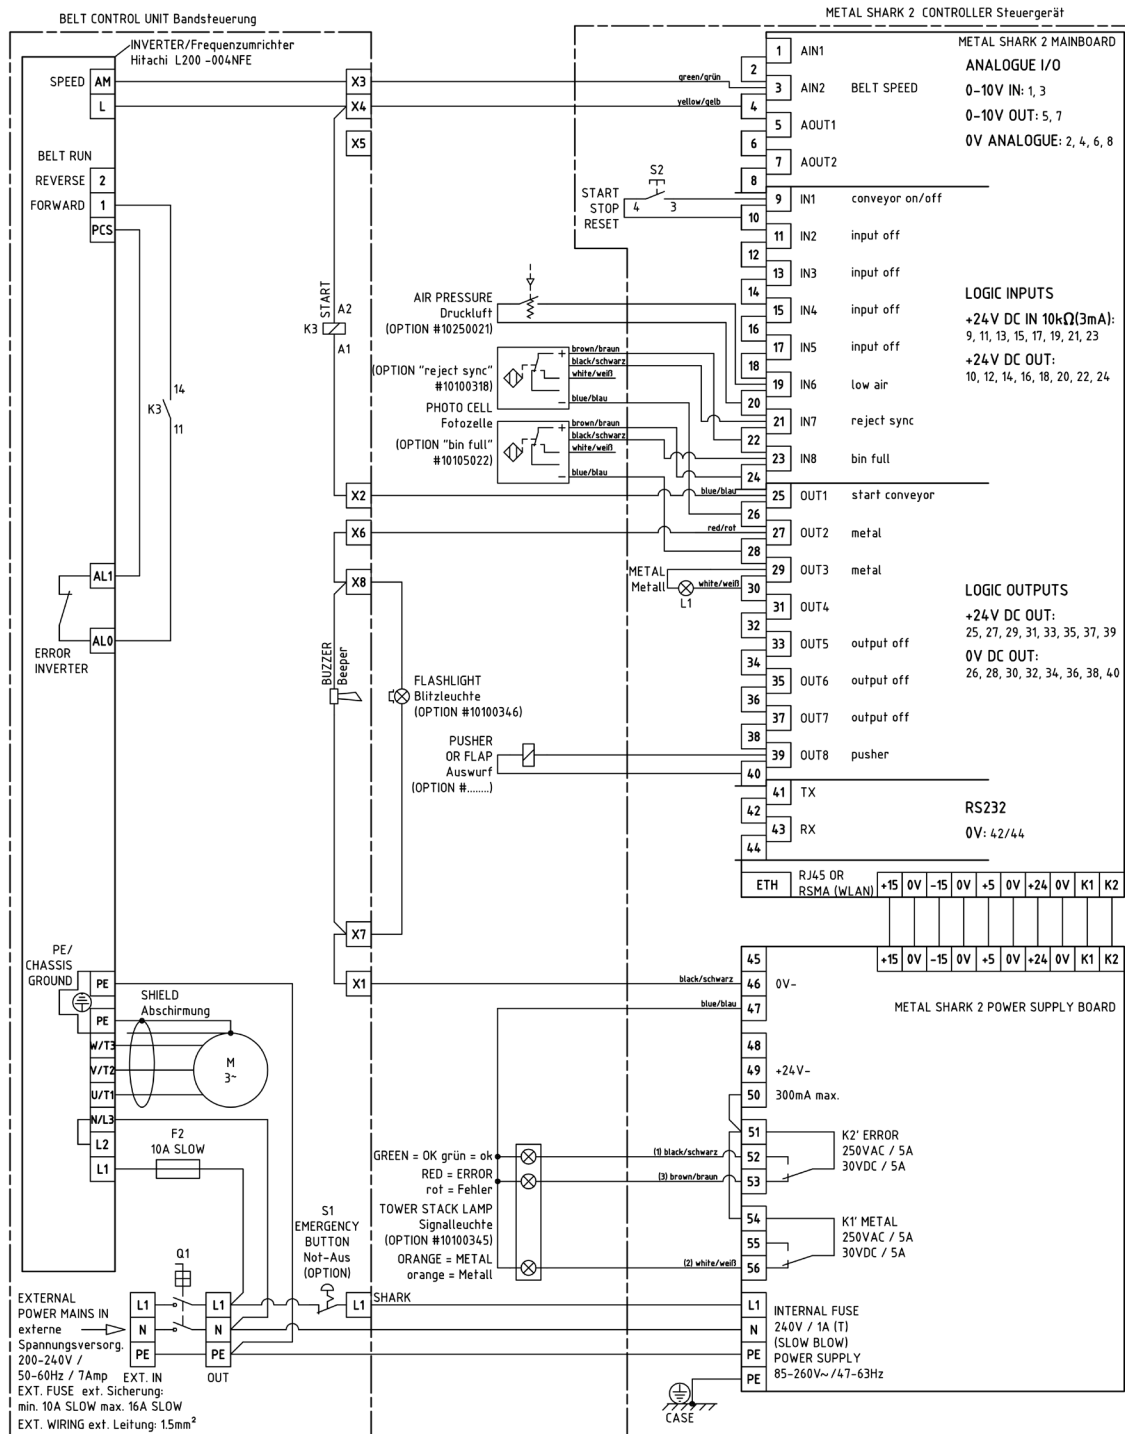 BELT CONTROL UNIT Bandsteuerung
METAL SHARK 2 CONTROLLER Steuergerät
INVERTER/Frequenzumrichter
Hitachi L200 -004NFE
SPEED
AM
L
X3
X4
X5
green/grün
yellow/gelb
BELT RUN
REVERSE
2
FORWARD
1
PCS
START
A2
K3
A1
14
K3
11
AL1
AL0
ERROR
INVERTER
X2
X6
X8
BUZZER
Beeper
FLASHLIGHT
Blitzleuchte
(OPTION #10100346)
X7
X1
METAL SHARK 2 MAINBOARD
ANALOGUE I/O
0-10V IN: 1, 3
0-10V OUT: 5, 7
0V ANALOGUE: 2, 4, 6, 8
1 AIN1
2
3 AIN2 BELT SPEED
4
5 AOUT1
6
7 AOUT2
8
S2
START
STOP
RESET
4
3
9 IN1 conveyor on/off
10
11 IN2 input off
12
13 IN3 input off
14
15 IN4 input off
16
17 IN5 input off
18
19 IN6 low air
20
21 IN7 reject sync
22
23 IN8 bin full
24
LOGIC INPUTS
+24V DC IN 10kΩ(3mA):
9, 11, 13, 15, 17, 19, 21, 23
+24V DC OUT:
10, 12, 14, 16, 18, 20, 22, 24
AIR PRESSURE
Druckluft
(OPTION #10250021)
(OPTION "reject sync"
#10100318)
+
-
brown/braun
black/schwarz
white/weiß
blue/blau
PHOTO CELL
Fotozelle
(OPTION "bin full"
#10105022)
+
-
brown/braun
black/schwarz
white/weiß
blue/blau
blue/blau
red/rot
25 OUT1 start conveyor
26
27 OUT2 metal
28
29 OUT3 metal
30
31 OUT4
32
33 OUT5 output off
34
35 OUT6 output off
36
37 OUT7 output off
38
39 OUT8 pusher
40
LOGIC OUTPUTS
+24V DC OUT:
25, 27, 29, 31, 33, 35, 37, 39
0V DC OUT:
26, 28, 30, 32, 34, 36, 38, 40
METAL
Metall
L1
white/weiß
PUSHER
OR FLAP
Auswurf
(OPTION #........)
41 TX
42
43 RX
44
RS232
0V: 42/44
ETH
RJ45 OR
RSMA (WLAN)
+15 0V -15 0V +5 0V +24 0V K1 K2
+15 0V -15 0V +5 0V +24 0V K1 K2
METAL SHARK 2 POWER SUPPLY BOARD
45
46 0V-
47
48
49 +24V-
50 300mA max.
black/schwarz
blue/blau
51
52
53
K2' ERROR
250VAC / 5A
30VDC / 5A
54
55
56
K1' METAL
250VAC / 5A
30VDC / 5A
(1) black/schwarz
(3) brown/braun
(2) white/weiß
GREEN = OK grün = ok
RED = ERROR
rot = Fehler
TOWER STACK LAMP
Signalleuchte
(OPTION #10100345)
ORANGE = METAL
orange = Metall
PE/
CHASSIS
GROUND
PE
PE
W/T3
V/T2
U/T1
N/L3
L2
L1
SHIELD
Abschirmung
M
3~
F2
10A SLOW
S1
EMERGENCY
BUTTON
Not-Aus
(OPTION)
Q1
EXTERNAL
POWER MAINS IN
externe
Spannungsversorg.
200-240V /
50-60Hz / 7Amp
EXT. FUSE ext. Sicherung:
min. 10A SLOW max. 16A SLOW
EXT. WIRING ext. Leitung: 1.5mm²
L1
N
PE
EXT. IN
L1
N
PE
OUT
L1
SHARK
L1
N
PE
PE
INTERNAL FUSE
240V / 1A (T)
(SLOW BLOW)
POWER SUPPLY
85-260V~/47-63Hz
CASE